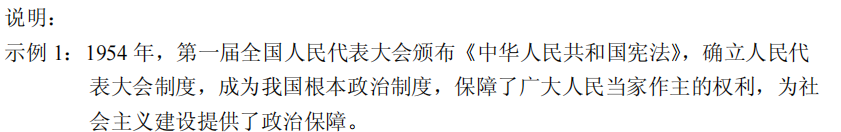 说明：
示例 1：1954 年，第一届全国人民代表大会颁布《中华人民共和国宪法》，确立人民代
表大会制度，成为我国根本政治制度，保障了广大人民当家作主的权利，为社
会主义建设提供了政治保障。